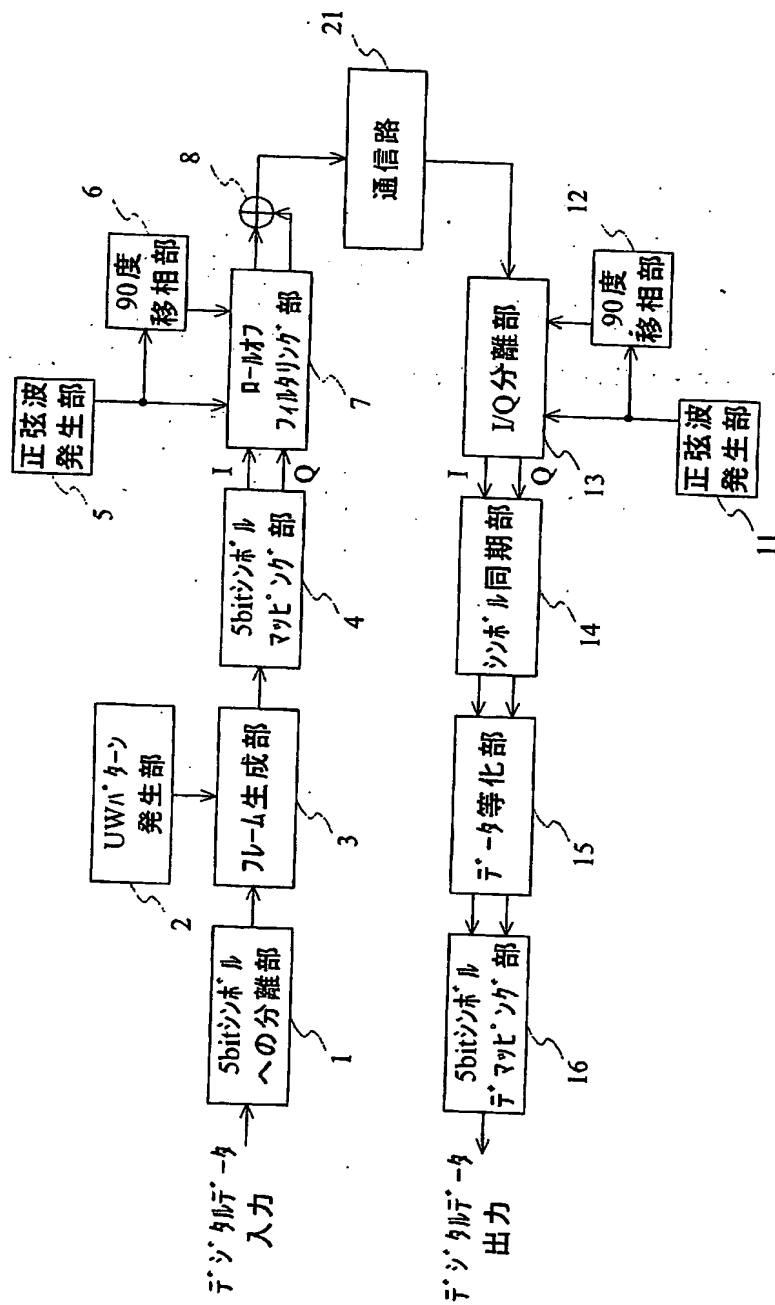 デジタルデータ
入力
5bitシンボル
への分離部
1
UWパターン
発生部
2
フレーム生成部
3
5bitシンボル
マッピング部
4
正弦波
発生部
5
90度
移相部
6
I
Q
ロールオフ
フィルタリング部
7
8
通信路
21
デジタルデータ
出力
5bitシンボル
デマッピング部
16
データ等化部
15
シンボル同期部
14
I
Q
I/Q分離部
13
90度
移相部
12
正弦波
発生部
11